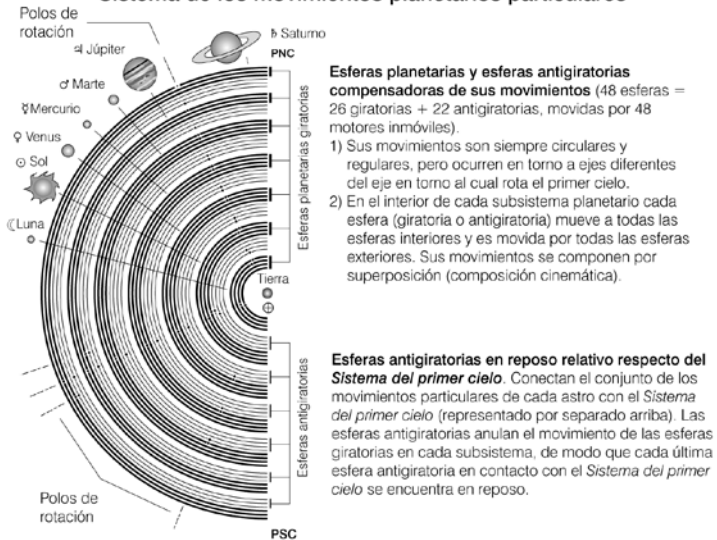 Sistema de los movimientos planetarios particulares
Polos de
rotación
♄ Saturno
PNC
♃ Júpiter
♂ Marte
☿Mercurio
♀ Venus
☉ Sol
☾Luna
Tierra
Esferas planetarias giratorias
Esferas antigiratorias
Polos de
rotación
PSC
Esferas planetarias y esferas antigiratorias
compensadoras de sus movimientos (48 esferas =
26 giratorias + 22 antigiratorias, movidas por 48
motores inmóviles).
1) Sus movimientos son siempre circulares y
regulares, pero ocurren en torno a ejes diferentes
del eje en torno al cual rota el primer cielo.
2) En el interior de cada subsistema planetario cada
esfera (giratoria o antigiratoria) mueve a todas las
esferas interiores y es movida por todas las esferas
exteriores. Sus movimientos se componen por
superposición (composición cinemática).
Esferas antigiratorias en reposo relativo respecto del
Sistema del primer cielo. Conectan el conjunto de los
movimientos particulares de cada astro con el Sistema
del primer cielo (representado por separado arriba). Las
esferas antigiratorias anulan el movimiento de las esferas
giratorias en cada subsistema, de modo que cada última
esfera antigiratoria en contacto con el Sistema del primer
cielo se encuentra en reposo.